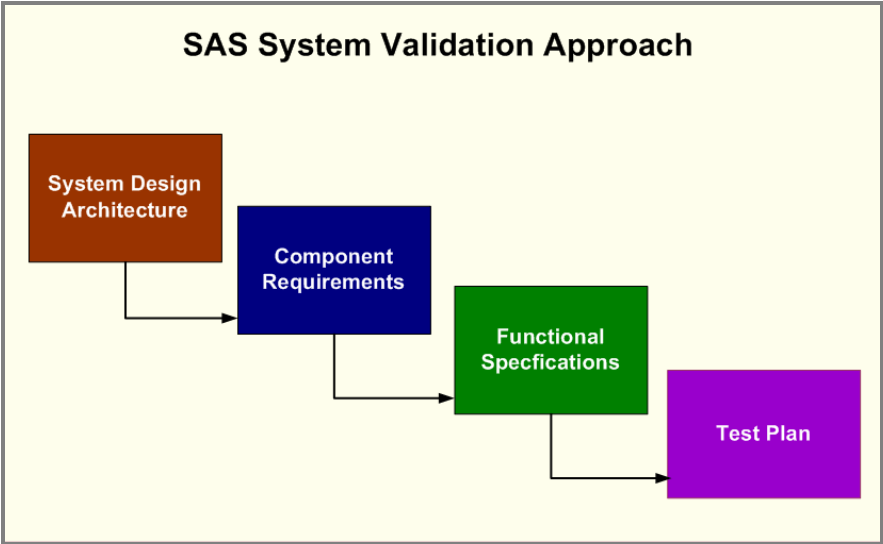 SAS System Validation Approach
System Design
Architecture
Component
Requirements
Functional
Specfications
Test Plan